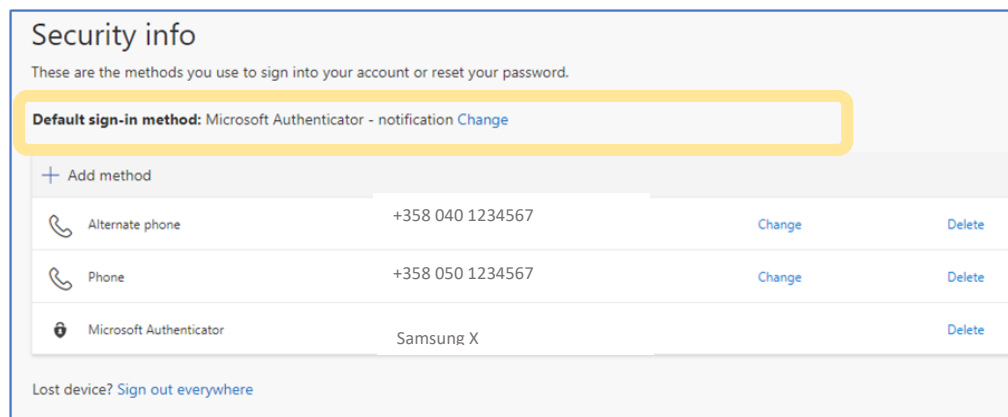 Security info
These are the methods you use to sign into your account or reset your password.
Default sign-in method: Microsoft Authenticator - notification Change
+ Add method
Alternate phone +358 040 1234567 Change Delete
Phone +358 050 1234567 Change Delete
Microsoft Authenticator Samsung X Delete
Lost device? Sign out everywhere